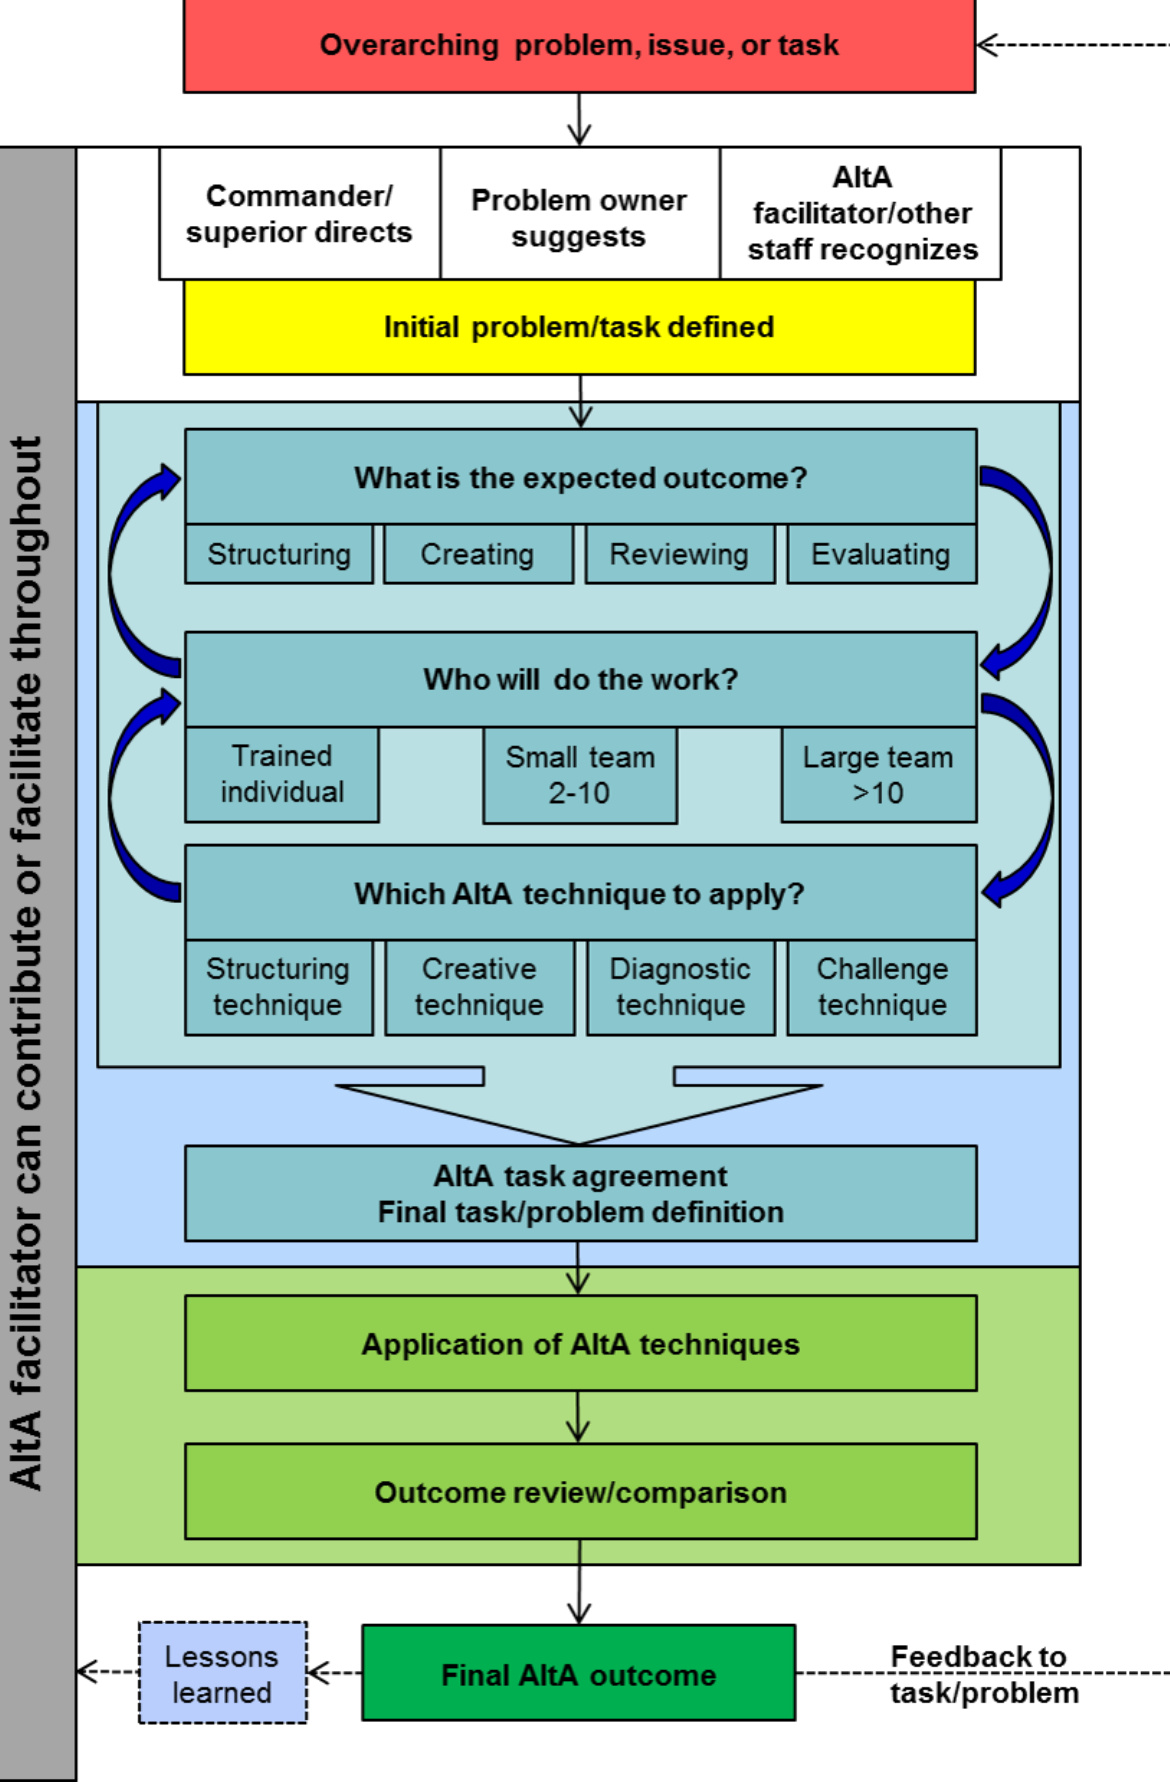 Overarching problem, issue, or task
Commander/
superior directs
Problem owner
suggests
AltA
facilitator/other
staff recognizes
Initial problem/task defined
AltA facilitator can contribute or facilitate throughout
What is the expected outcome?
Structuring
Creating
Reviewing
Evaluating
Who will do the work?
Trained
individual
Small team
2-10
Large team
>10
Which AltA technique to apply?
Structuring
technique
Creative
technique
Diagnostic
technique
Challenge
technique
AltA task agreement
Final task/problem definition
Application of AltA techniques
Outcome review/comparison
Lessons
learned
Final AltA outcome
Feedback to
task/problem